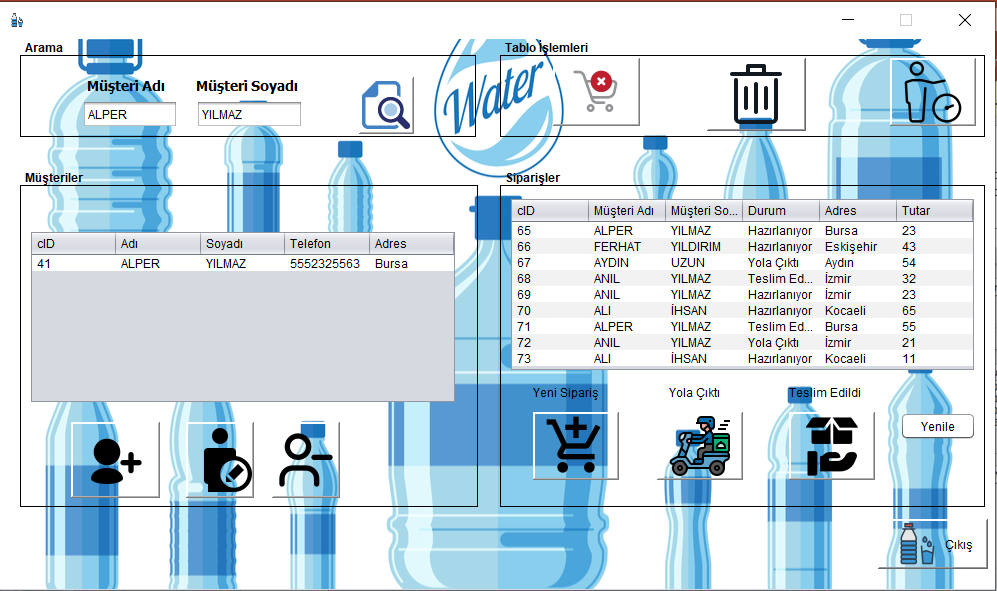 Arama
Müşteri Adı Müşteri Soyadı
ALPER YILMAZ
Water
Tablo İşlemleri
Müşteriler
cID Adı Soyadı Telefon Adres
41 ALPER YILMAZ 5552325563 Bursa
Siparişler
cID Müşteri Adı Müşteri So... Durum Adres Tutar
65 ALPER YILMAZ Hazırlanıyor Bursa 23
66 FERHAT YILDIRIM Hazırlanıyor Eskişehir 43
67 AYDIN UZUN Yola Çıktı Aydın 54
68 ANIL YILMAZ Teslim Ed... İzmir 32
69 ANIL YILMAZ Hazırlanıyor İzmir 23
70 ALI İHSAN Hazırlanıyor Kocaeli 65
71 ALPER YILMAZ Teslim Ed... Bursa 55
72 ANIL YILMAZ Yola Çıktı İzmir 21
73 ALI İHSAN Hazırlanıyor Kocaeli 11
Yeni Sipariş Yola Çıktı Teslim Edildi
Yenile
Çıkış